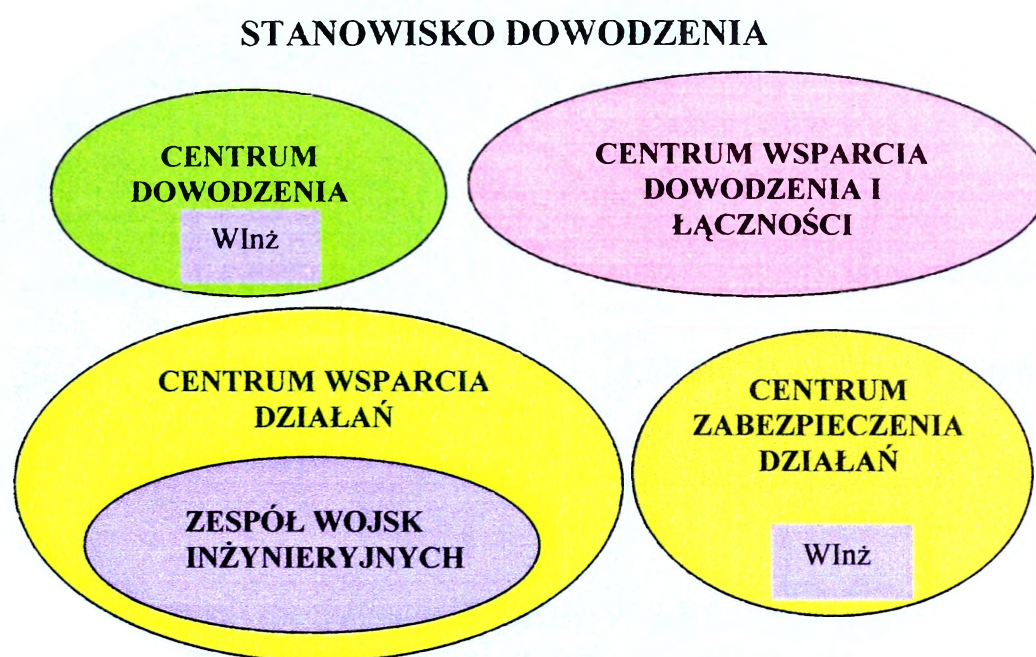 STANOWISKO DOWODZENIA
CENTRUM
DOWODZENIA
WInż
CENTRUM WSPARCIA
DOWODZENIA I
ŁĄCZNOŚCI
CENTRUM WSPARCIA
DZIAŁAŃ
ZESPÓŁ WOJSK
INŻYNIERYJNYCH
CENTRUM
ZABEZPIECZENIA
DZIAŁAŃ
WInż